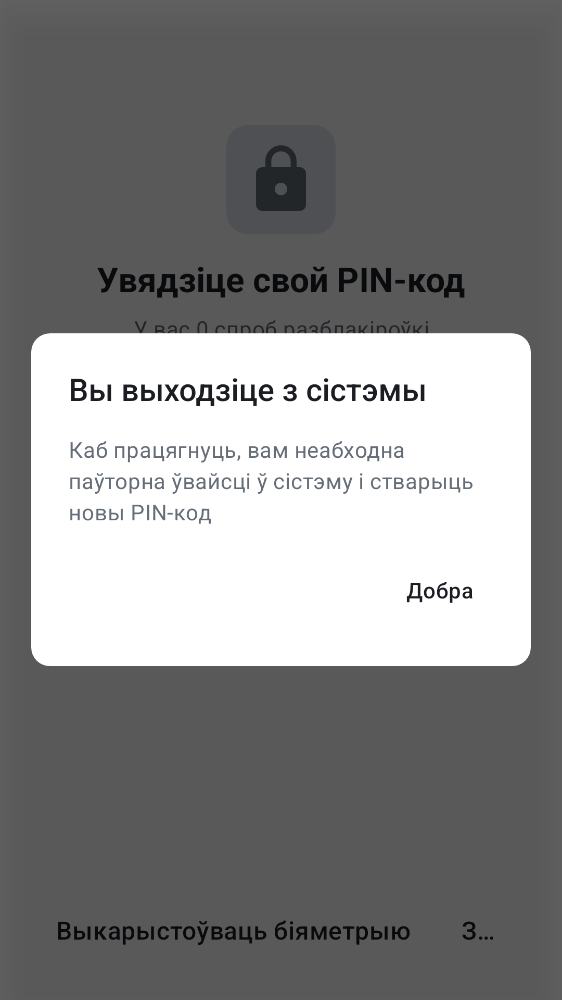 Увядзіце свой PIN-код
У вас 0 спроб разблакіроўкі
Вы выходзіце з сістэмы
Каб працягнуць, вам неабходна
паўторна ўвайсці ў сістэму і стварыць
новы PIN-код
Добра
Выкарыстоўваць біяметрыю
З…